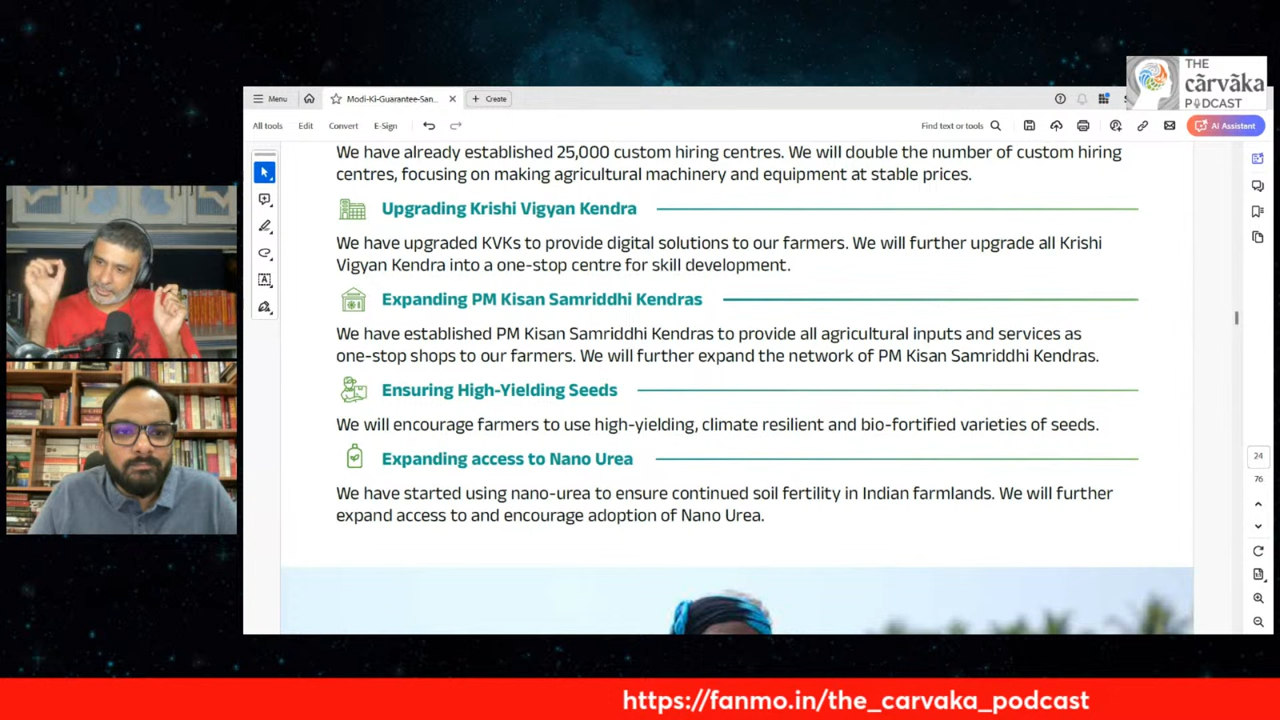 THE
cārvāka
PODCAST
Menu
Modi-Ki-Guarantee-San...
Create
All tools
Edit
Convert
E-Sign
Find text or tools
AI Assistant
We have already established 25,000 custom hiring centres. We will double the number of custom hiring
centres, focusing on making agricultural machinery and equipment at stable prices.
Upgrading Krishi Vigyan Kendra
We have upgraded KVKs to provide digital solutions to our farmers. We will further upgrade all Krishi
Vigyan Kendra into a one-stop centre for skill development.
Expanding PM Kisan Samriddhi Kendras
We have established PM Kisan Samriddhi Kendras to provide all agricultural inputs and services as
one-stop shops to our farmers. We will further expand the network of PM Kisan Samriddhi Kendras.
Ensuring High-Yielding Seeds
We will encourage farmers to use high-yielding, climate resilient and bio-fortified varieties of seeds.
Expanding access to Nano Urea
We have started using nano-urea to ensure continued soil fertility in Indian farmlands. We will further
expand access to and encourage adoption of Nano Urea.
24
76
https://fanmo.in/the_carvaka_podcast